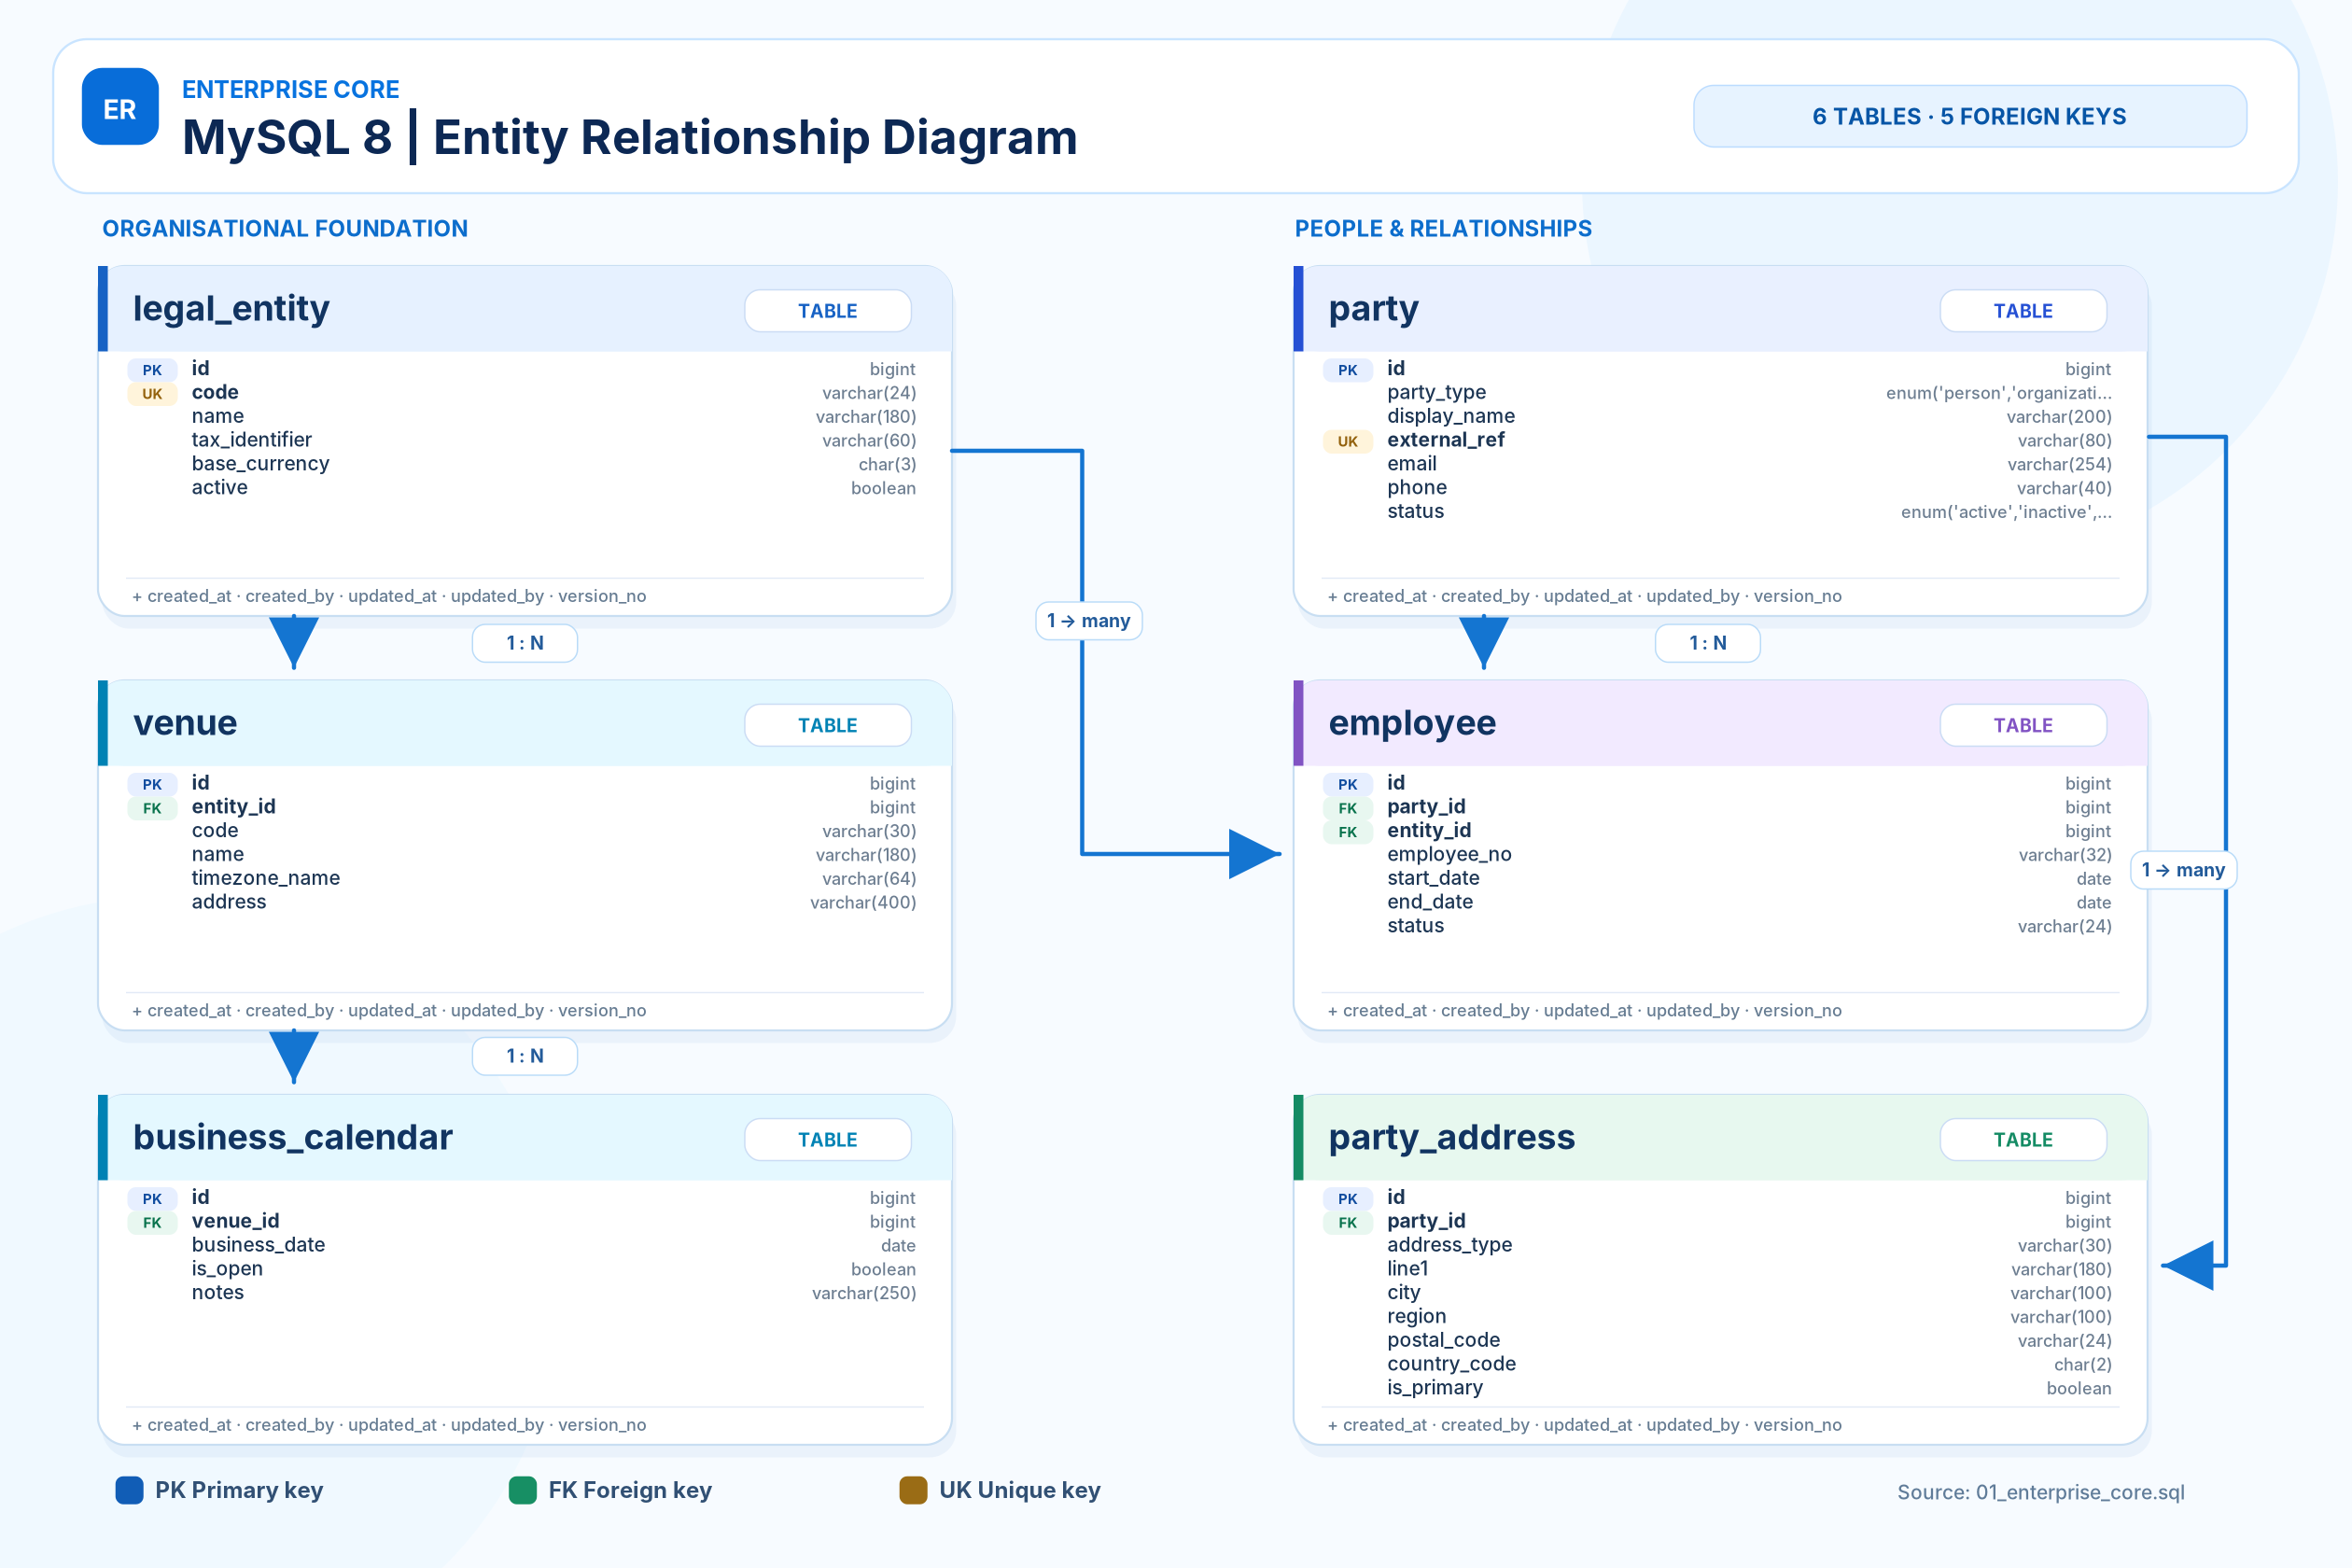 ER
ENTERPRISE CORE
MySQL 8 | Entity Relationship Diagram
6 TABLES · 5 FOREIGN KEYS
ORGANISATIONAL FOUNDATION
legal_entity TABLE
PK id bigint
UK code varchar(24)
name varchar(180)
tax_identifier varchar(60)
base_currency char(3)
active boolean
+ created_at · created_by · updated_at · updated_by · version_no
1 : N
venue TABLE
PK id bigint
FK entity_id bigint
code varchar(30)
name varchar(180)
timezone_name varchar(64)
address varchar(400)
+ created_at · created_by · updated_at · updated_by · version_no
1 : N
business_calendar TABLE
PK id bigint
FK venue_id bigint
business_date date
is_open boolean
notes varchar(250)
+ created_at · created_by · updated_at · updated_by · version_no
1 → many
PEOPLE & RELATIONSHIPS
party TABLE
PK id bigint
party_type enum('person','organizati...
display_name varchar(200)
UK external_ref varchar(80)
email varchar(254)
phone varchar(40)
status enum('active','inactive',...
+ created_at · created_by · updated_at · updated_by · version_no
1 : N
employee TABLE
PK id bigint
FK party_id bigint
FK entity_id bigint
employee_no varchar(32)
start_date date
end_date date
status varchar(24)
+ created_at · created_by · updated_at · updated_by · version_no
1 → many
party_address TABLE
PK id bigint
FK party_id bigint
address_type varchar(30)
line1 varchar(180)
city varchar(100)
region varchar(100)
postal_code varchar(24)
country_code char(2)
is_primary boolean
+ created_at · created_by · updated_at · updated_by · version_no
PK Primary key
FK Foreign key
UK Unique key
Source: 01_enterprise_core.sql